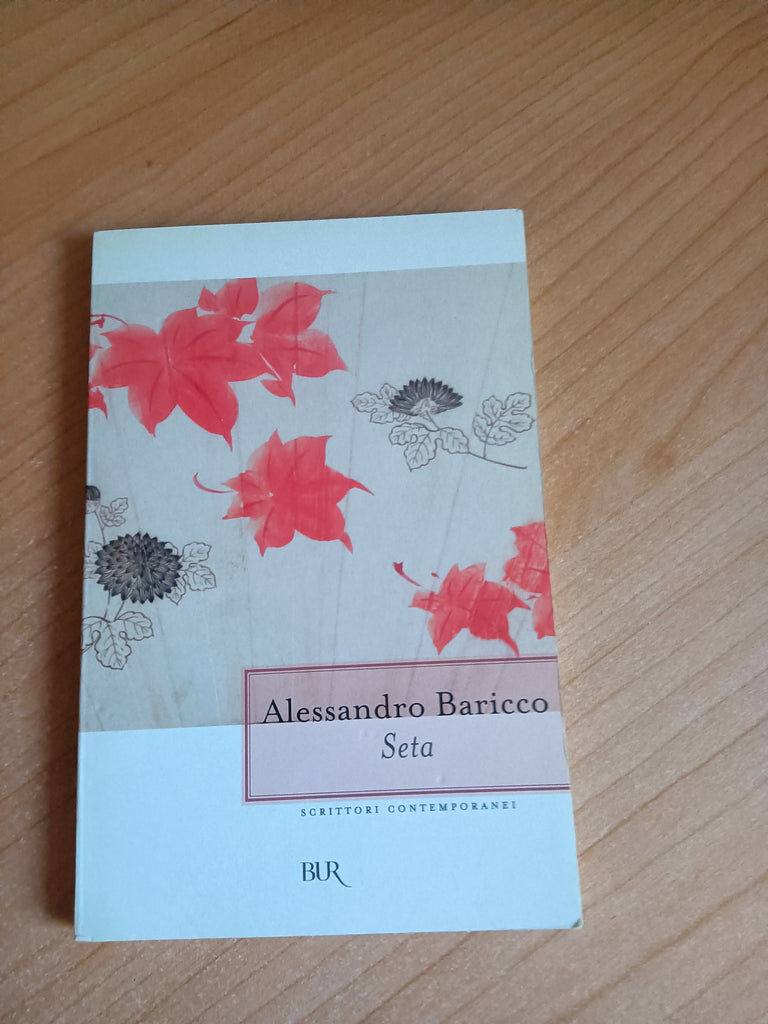 Alessandro Baricco
Seta
SCRITTORI CONTEMPORANEI
BUR